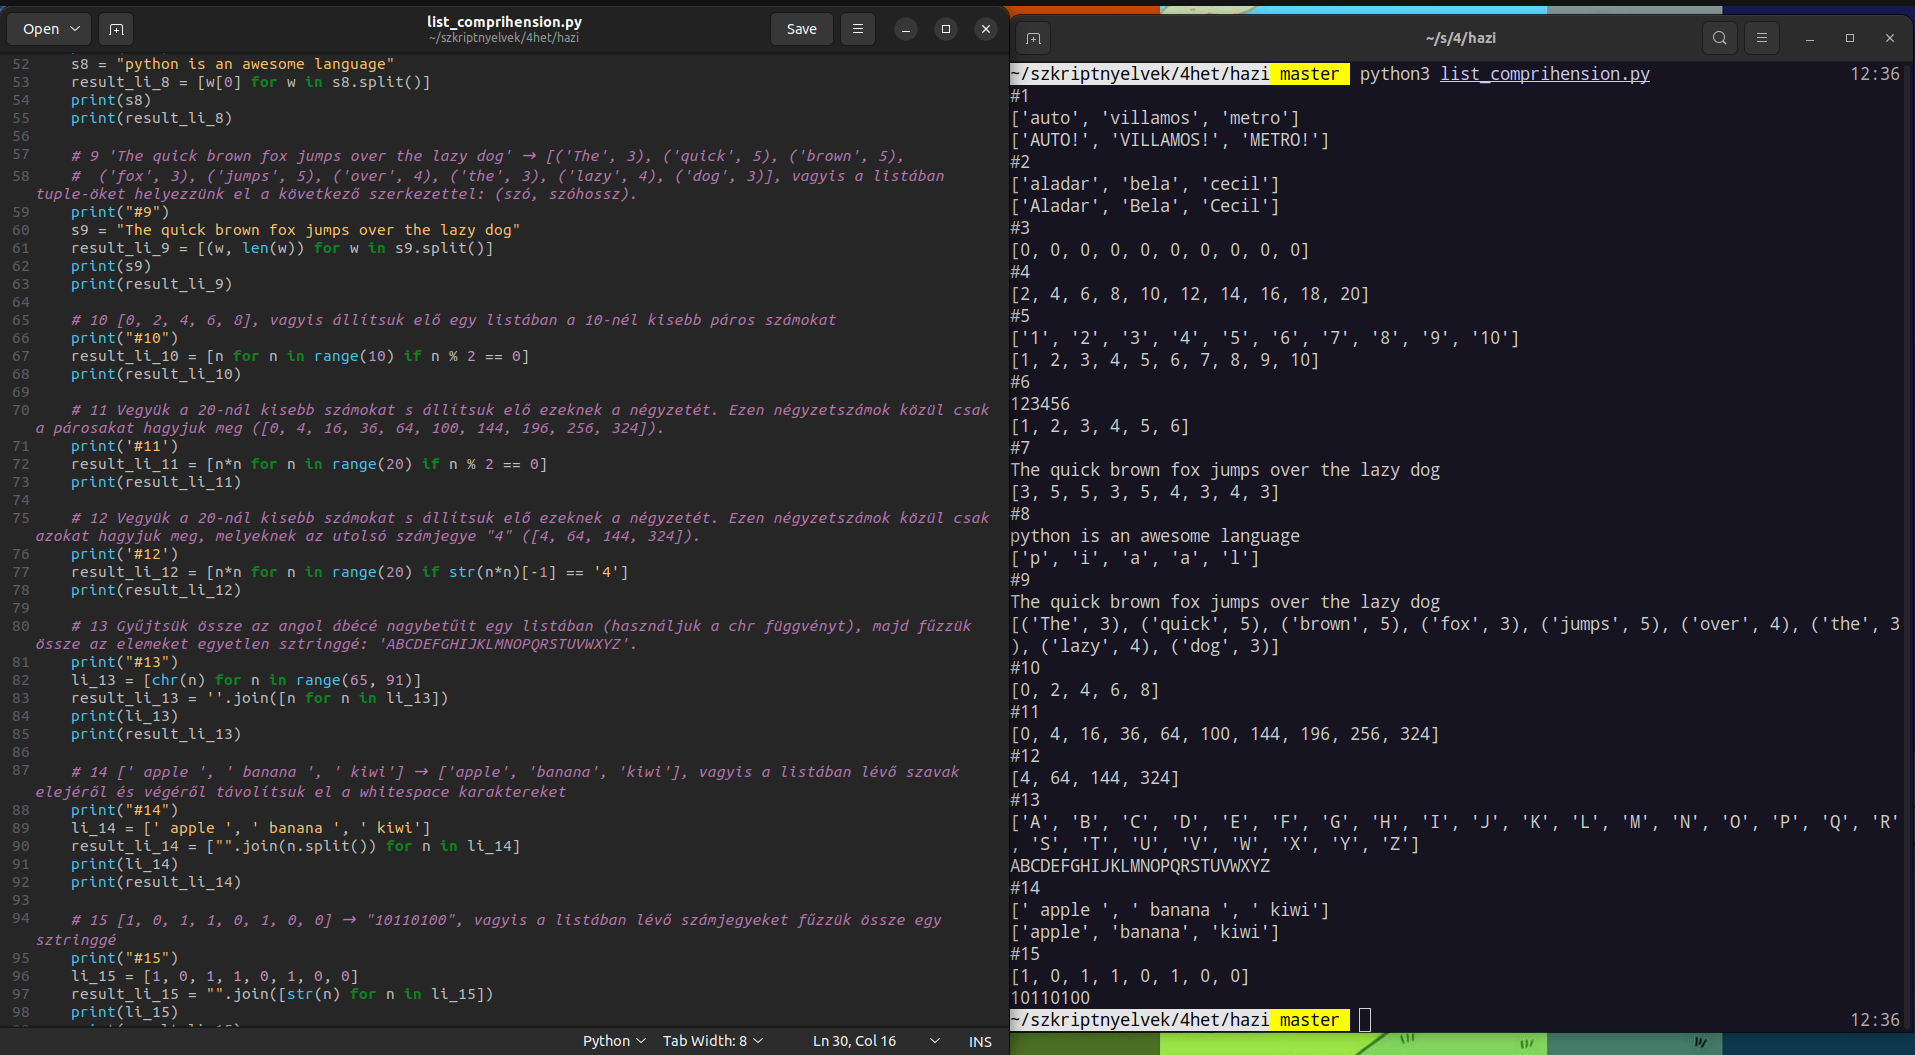 Open
list_comprihension.py
~/szkriptnyelvek/4het/hazi
Save
52 s8 = "python is an awesome language"
53 result_li_8 = [w[0] for w in s8.split()]
54 print(s8)
55 print(result_li_8)
56
57 # 9 'The quick brown fox jumps over the lazy dog' → [('The', 3), ('quick', 5), ('brown', 5),
58 #  ('fox', 3), ('jumps', 5), ('over', 4), ('the', 3), ('lazy', 4), ('dog', 3)], vagyis a listában
tuple-öket helyezzünk el a következő szerkezettel: (szó, szóhossz).
59 print("#9")
60 s9 = "The quick brown fox jumps over the lazy dog"
61 result_li_9 = [(w, len(w)) for w in s9.split()]
62 print(s9)
63 print(result_li_9)
64
65 # 10 [0, 2, 4, 6, 8], vagyis állítsuk elő egy listában a 10-nél kisebb páros számokat
66 print("#10")
67 result_li_10 = [n for n in range(10) if n % 2 == 0]
68 print(result_li_10)
69
70 # 11 Vegyük a 20-nál kisebb számokat s állítsuk elő ezeknek a négyzetét. Ezen négyzetszámok közül csak
a párosakat hagyjuk meg ([0, 4, 16, 36, 64, 100, 144, 196, 256, 324]).
71 print('#11')
72 result_li_11 = [n*n for n in range(20) if n % 2 == 0]
73 print(result_li_11)
74
75 # 12 Vegyük a 20-nál kisebb számokat s állítsuk elő ezeknek a négyzetét. Ezen négyzetszámok közül csak
azokat hagyjuk meg, melyeknek az utolsó számjegye "4" ([4, 64, 144, 324]).
76 print('#12')
77 result_li_12 = [n*n for n in range(20) if str(n*n)[-1] == '4']
78 print(result_li_12)
79
80 # 13 Gyűjtsük össze az angol ábécé nagybetűit egy listában (használjuk a chr függvényt), majd fűzzük
össze az elemeket egyetlen sztringgé: 'ABCDEFGHIJKLMNOPQRSTUVWXYZ'.
81 print("#13")
82 li_13 = [chr(n) for n in range(65, 91)]
83 result_li_13 = ''.join([n for n in li_13])
84 print(li_13)
85 print(result_li_13)
86
87 # 14 [' apple ', ' banana ', ' kiwi'] → ['apple', 'banana', 'kiwi'], vagyis a listában lévő szavak
elejéről és végéről távolítsuk el a whitespace karaktereket
88 print("#14")
89 li_14 = [' apple ', ' banana ', ' kiwi']
90 result_li_14 = ["".join(n.split()) for n in li_14]
91 print(li_14)
92 print(result_li_14)
93
94 # 15 [1, 0, 1, 1, 0, 1, 0, 0] → "10110100", vagyis a listában lévő számjegyeket fűzzük össze egy
sztringgé
95 print("#15")
96 li_15 = [1, 0, 1, 1, 0, 1, 0, 0]
97 result_li_15 = "".join([str(n) for n in li_15])
98 print(li_15)
Python Tab Width: 8 Ln 30, Col 16 INS
~/s/4/hazi
~/szkriptnyelvek/4het/hazi master python3 list_comprihension.py 12:36
#1
['auto', 'villamos', 'metro']
['AUTO!', 'VILLAMOS!', 'METRO!']
#2
['aladar', 'bela', 'cecil']
['Aladar', 'Bela', 'Cecil']
#3
[0, 0, 0, 0, 0, 0, 0, 0, 0, 0]
#4
[2, 4, 6, 8, 10, 12, 14, 16, 18, 20]
#5
['1', '2', '3', '4', '5', '6', '7', '8', '9', '10']
[1, 2, 3, 4, 5, 6, 7, 8, 9, 10]
#6
123456
[1, 2, 3, 4, 5, 6]
#7
The quick brown fox jumps over the lazy dog
[3, 5, 5, 3, 5, 4, 3, 4, 3]
#8
python is an awesome language
['p', 'i', 'a', 'a', 'l']
#9
The quick brown fox jumps over the lazy dog
[('The', 3), ('quick', 5), ('brown', 5), ('fox', 3), ('jumps', 5), ('over', 4), ('the', 3
), ('lazy', 4), ('dog', 3)]
#10
[0, 2, 4, 6, 8]
#11
[0, 4, 16, 36, 64, 100, 144, 196, 256, 324]
#12
[4, 64, 144, 324]
#13
['A', 'B', 'C', 'D', 'E', 'F', 'G', 'H', 'I', 'J', 'K', 'L', 'M', 'N', 'O', 'P', 'Q', 'R'
, 'S', 'T', 'U', 'V', 'W', 'X', 'Y', 'Z']
ABCDEFGHIJKLMNOPQRSTUVWXYZ
#14
[' apple ', ' banana ', ' kiwi']
['apple', 'banana', 'kiwi']
#15
[1, 0, 1, 1, 0, 1, 0, 0]
10110100
~/szkriptnyelvek/4het/hazi master 12:36